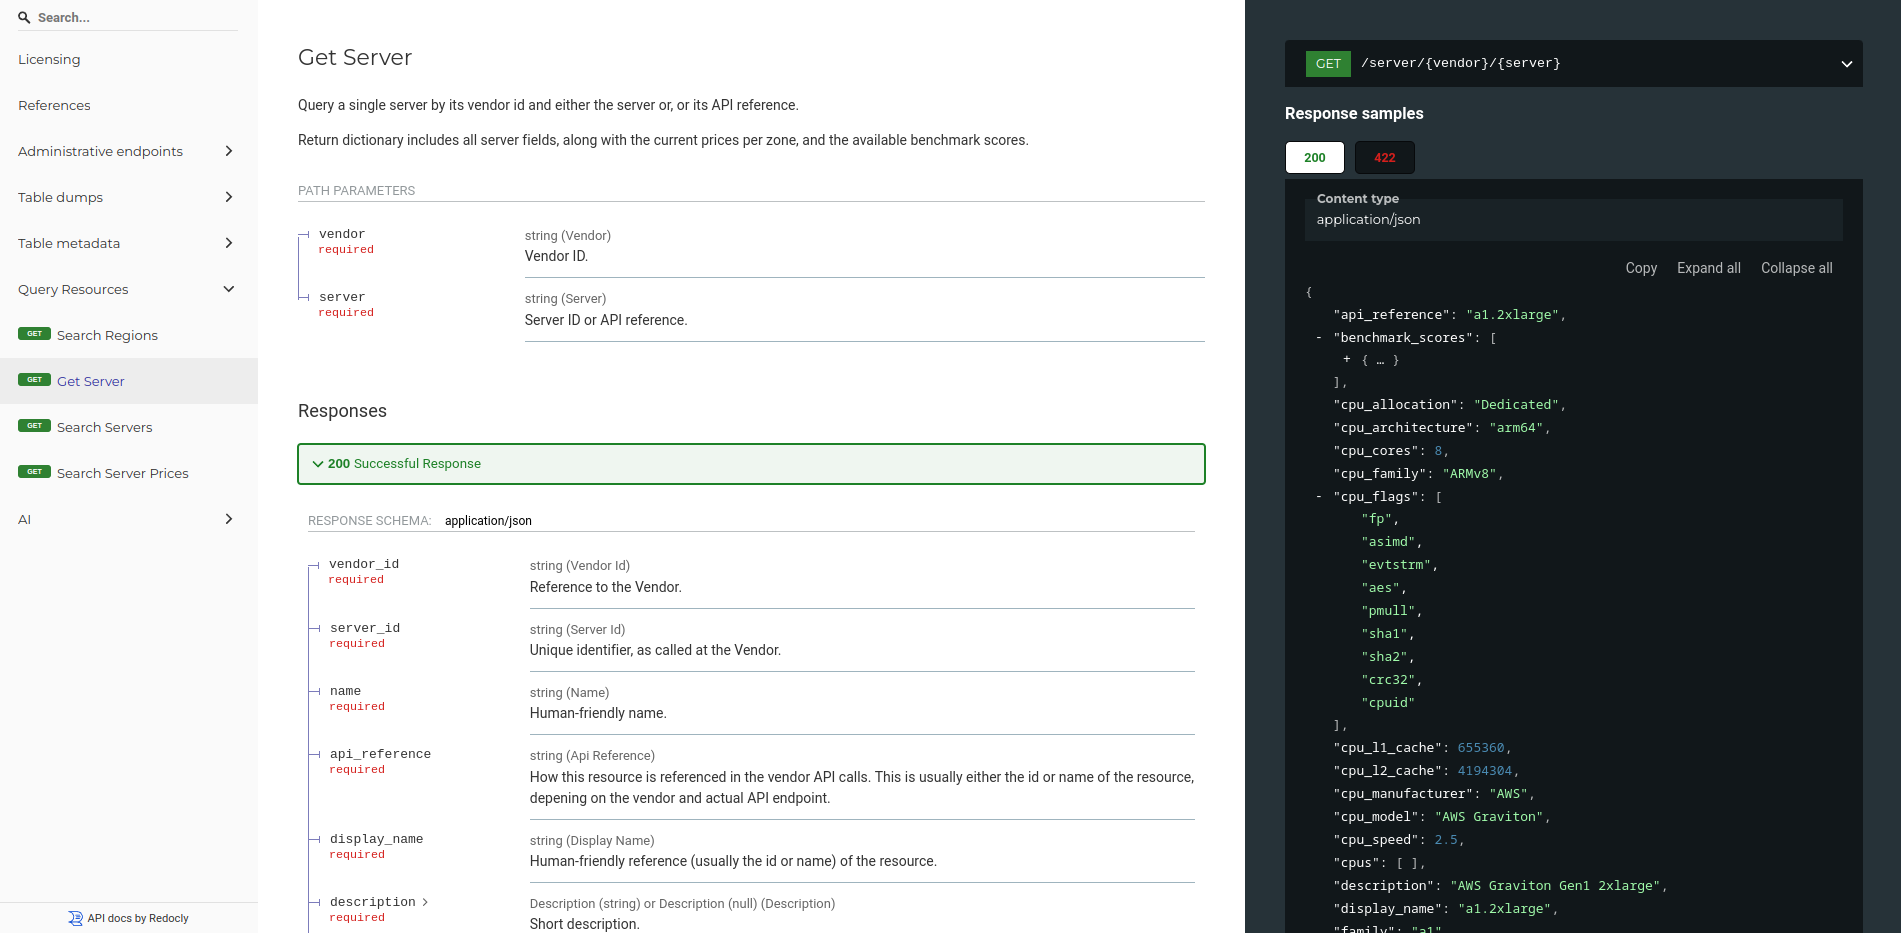 Search...
Licensing
References
Administrative endpoints
Table dumps
Table metadata
Query Resources
GET Search Regions
GET Get Server
GET Search Servers
GET Search Server Prices
AI
API docs by Redocly
Get Server
Query a single server by its vendor id and either the server or, or its API reference.
Return dictionary includes all server fields, along with the current prices per zone, and the available benchmark scores.
PATH PARAMETERS
vendor
required
string (Vendor)
Vendor ID.
server
required
string (Server)
Server ID or API reference.
Responses
200 Successful Response
RESPONSE SCHEMA: application/json
vendor_id
required
string (Vendor Id)
Reference to the Vendor.
server_id
required
string (Server Id)
Unique identifier, as called at the Vendor.
name
required
string (Name)
Human-friendly name.
api_reference
required
string (Api Reference)
How this resource is referenced in the vendor API calls. This is usually either the id or name of the resource,
depening on the vendor and actual API endpoint.
display_name
required
string (Display Name)
Human-friendly reference (usually the id or name) of the resource.
description
required
Description (string) or Description (null) (Description)
Short description.
GET /server/{vendor}/{server}
Response samples
200 422
Content type
application/json
Copy Expand all Collapse all
{
"api_reference": "a1.2xlarge",
- "benchmark_scores": [
+ { … }
],
"cpu_allocation": "Dedicated",
"cpu_architecture": "arm64",
"cpu_cores": 8,
"cpu_family": "ARMv8",
- "cpu_flags": [
"fp",
"asimd",
"evtstrm",
"aes",
"pmull",
"sha1",
"sha2",
"crc32",
"cpuid"
],
"cpu_l1_cache": 655360,
"cpu_l2_cache": 4194304,
"cpu_manufacturer": "AWS",
"cpu_model": "AWS Graviton",
"cpu_speed": 2.5,
"cpus": [ ],
"description": "AWS Graviton Gen1 2xlarge",
"display_name": "a1.2xlarge",
"family": "a1"